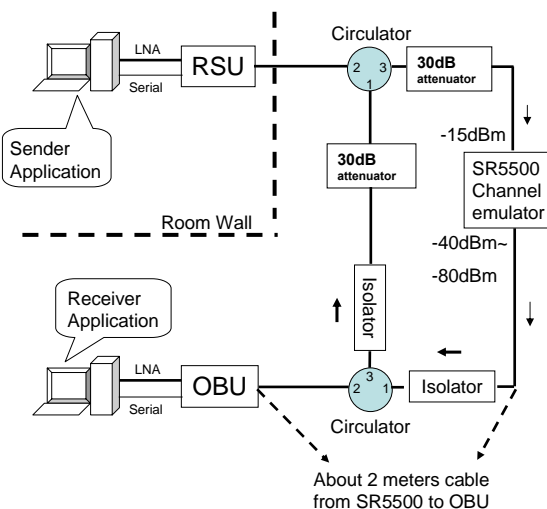 Circulator
LNA
Serial
RSU
2
3
1
30dB
attenuator
Sender
Application
-15dBm
30dB
attenuator
SR5500
Channel
emulator
Room Wall
-40dBm~
-80dBm
Receiver
Application
Isolator
LNA
Serial
OBU
3
2
1
Isolator
Circulator
About 2 meters cable
from SR5500 to OBU